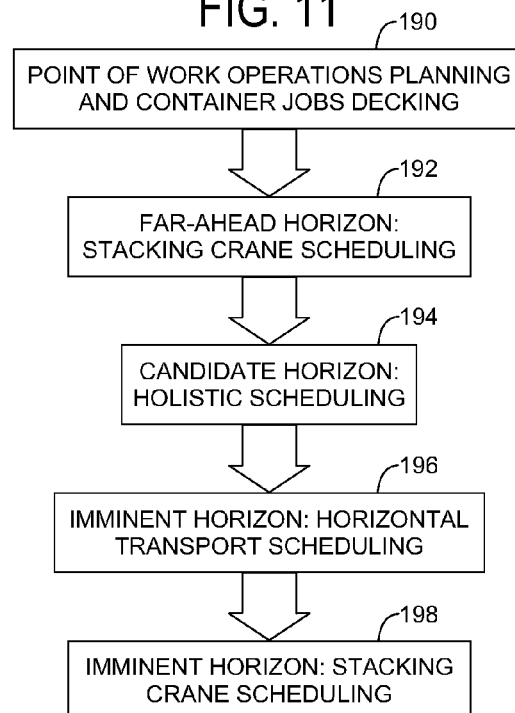 FIG. 11
190
POINT OF WORK OPERATIONS PLANNING
AND CONTAINER JOBS DECKING
192
FAR-AHEAD HORIZON:
STACKING CRANE SCHEDULING
194
CANDIDATE HORIZON:
HOLISTIC SCHEDULING
196
IMMINENT HORIZON: HORIZONTAL
TRANSPORT SCHEDULING
198
IMMINENT HORIZON: STACKING
CRANE SCHEDULING